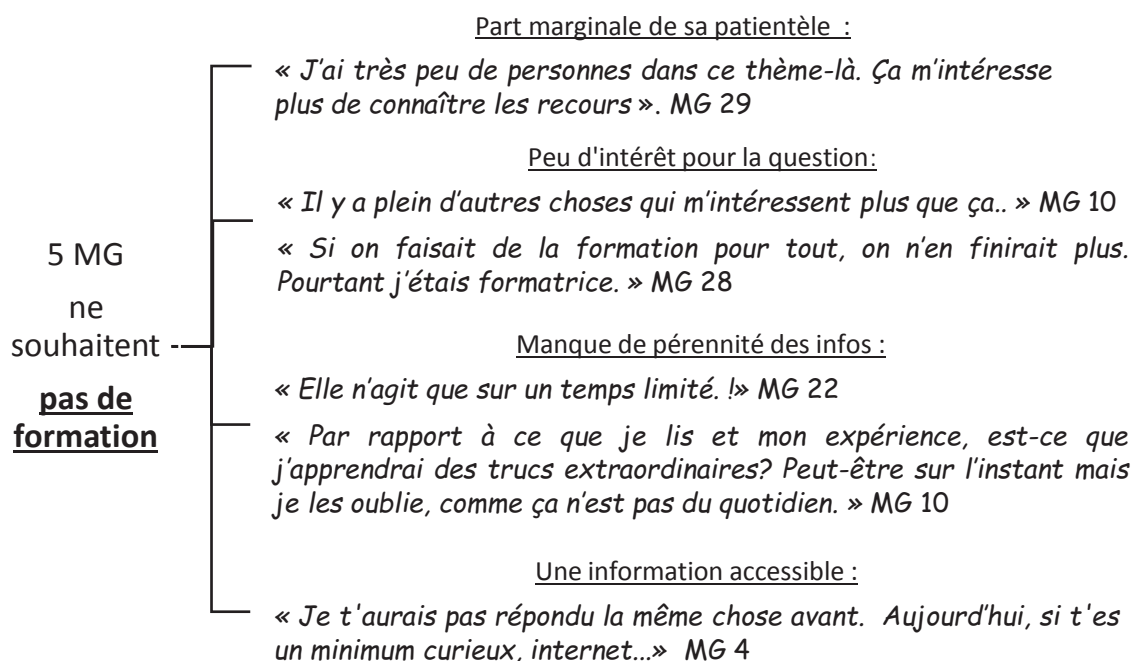 Part marginale de sa patientèle :
« J'ai très peu de personnes dans ce thème-là. Ça m'intéresse
plus de connaître les recours ». MG 29
Peu d'intérêt pour la question:
« Il y a plein d'autres choses qui m'intéressent plus que ça.. » MG 10
« Si on faisait de la formation pour tout, on n'en finirait plus.
Pourtant j'étais formatrice. » MG 28
5 MG
ne
souhaitent
pas de
formation
Manque de pérennité des infos :
« Elle n'agit que sur un temps limité. !» MG 22
« Par rapport à ce que je lis et mon expérience, est-ce que
j'apprendrai des trucs extraordinaires? Peut-être sur l'instant mais
je les oublie, comme ça n'est pas du quotidien. » MG 10
Une information accessible :
« Je t'aurais pas répondu la même chose avant. Aujourd'hui, si t'es
un minimum curieux, internet...» MG 4